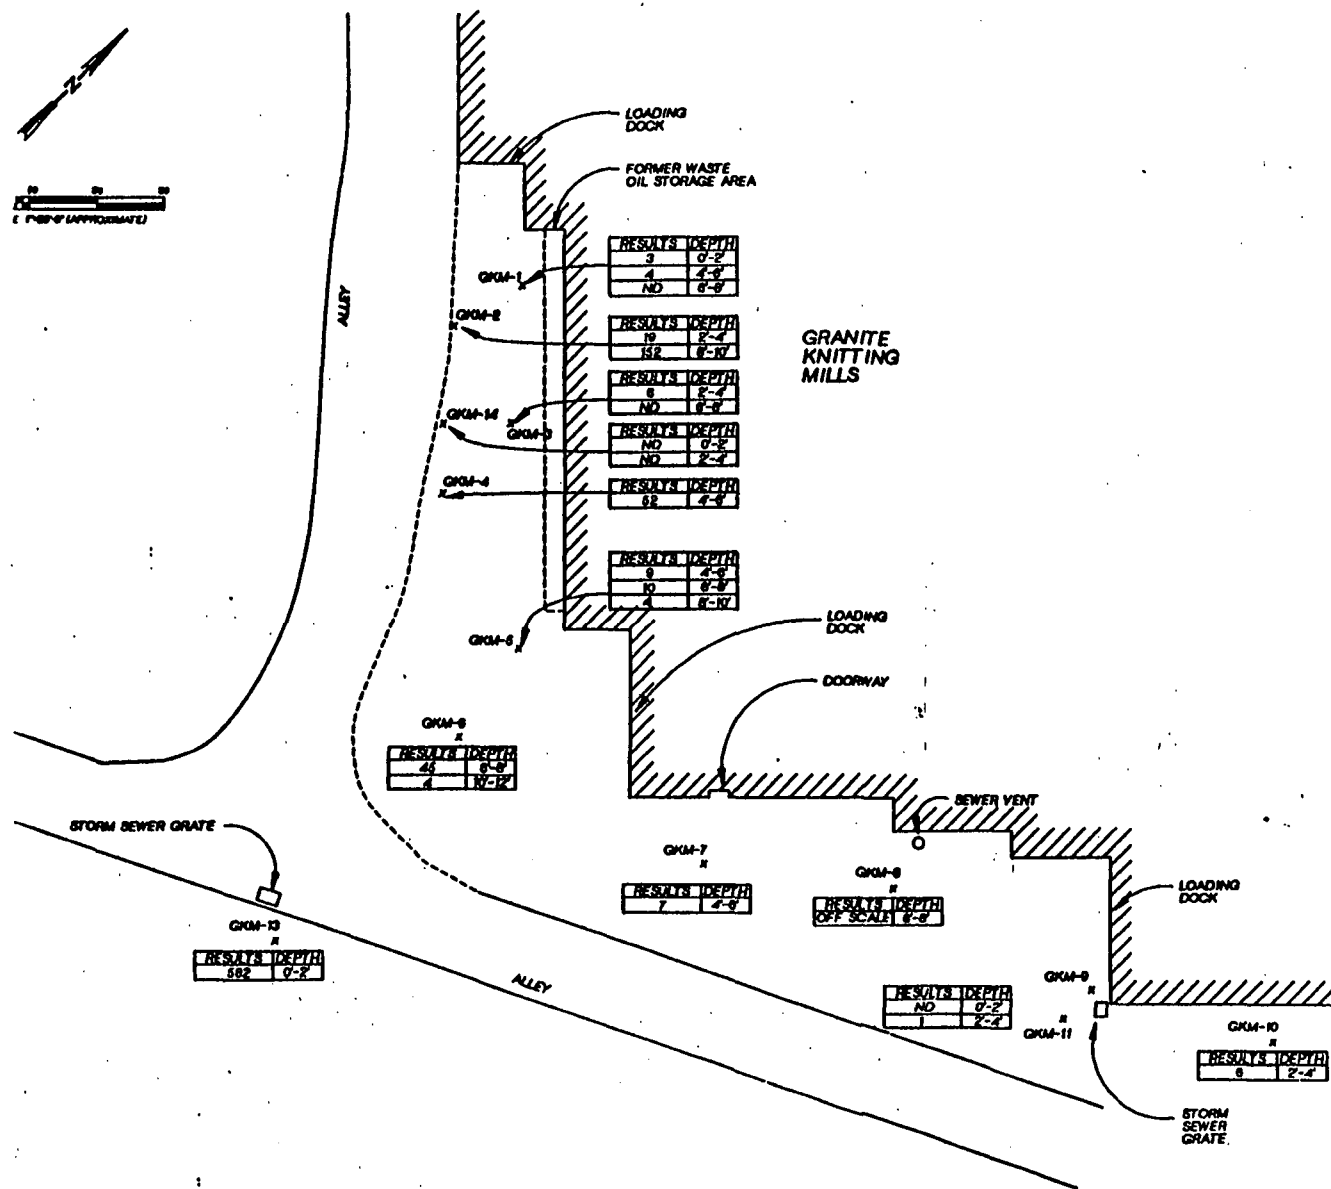 N
(APPROXIMATE)
LOADING
DOCK
FORMER WASTE
OIL STORAGE AREA
ALLEY
GRANITE
KNITTING
MILLS
GKM-1
RESULTS DEPTH
3 0'-2'
4 4'-6'
ND 6'-8'
GKM-2
RESULTS DEPTH
19 2'-4'
152 8'-10'
GKM-3
RESULTS DEPTH
6 2'-4'
ND 6'-8'
GKM-14
RESULTS DEPTH
ND 0'-2'
ND 2'-4'
GKM-4
RESULTS DEPTH
52 4'-6'
GKM-5
RESULTS DEPTH
9 4'-6'
10 6'-8'
4 8'-10'
LOADING
DOCK
DOORWAY
GKM-6
RESULTS DEPTH
45 6'-8'
4 10'-12'
SEWER VENT
STORM SEWER GRATE
GKM-7
RESULTS DEPTH
7 4'-6'
GKM-8
RESULTS DEPTH
OFF SCALE 6'-8'
LOADING
DOCK
GKM-13
RESULTS DEPTH
582 0'-2'
ALLEY
GKM-9
RESULTS DEPTH
ND 0'-2'
1 2'-4'
GKM-11
GKM-10
RESULTS DEPTH
6 2'-4'
STORM
SEWER
GRATE